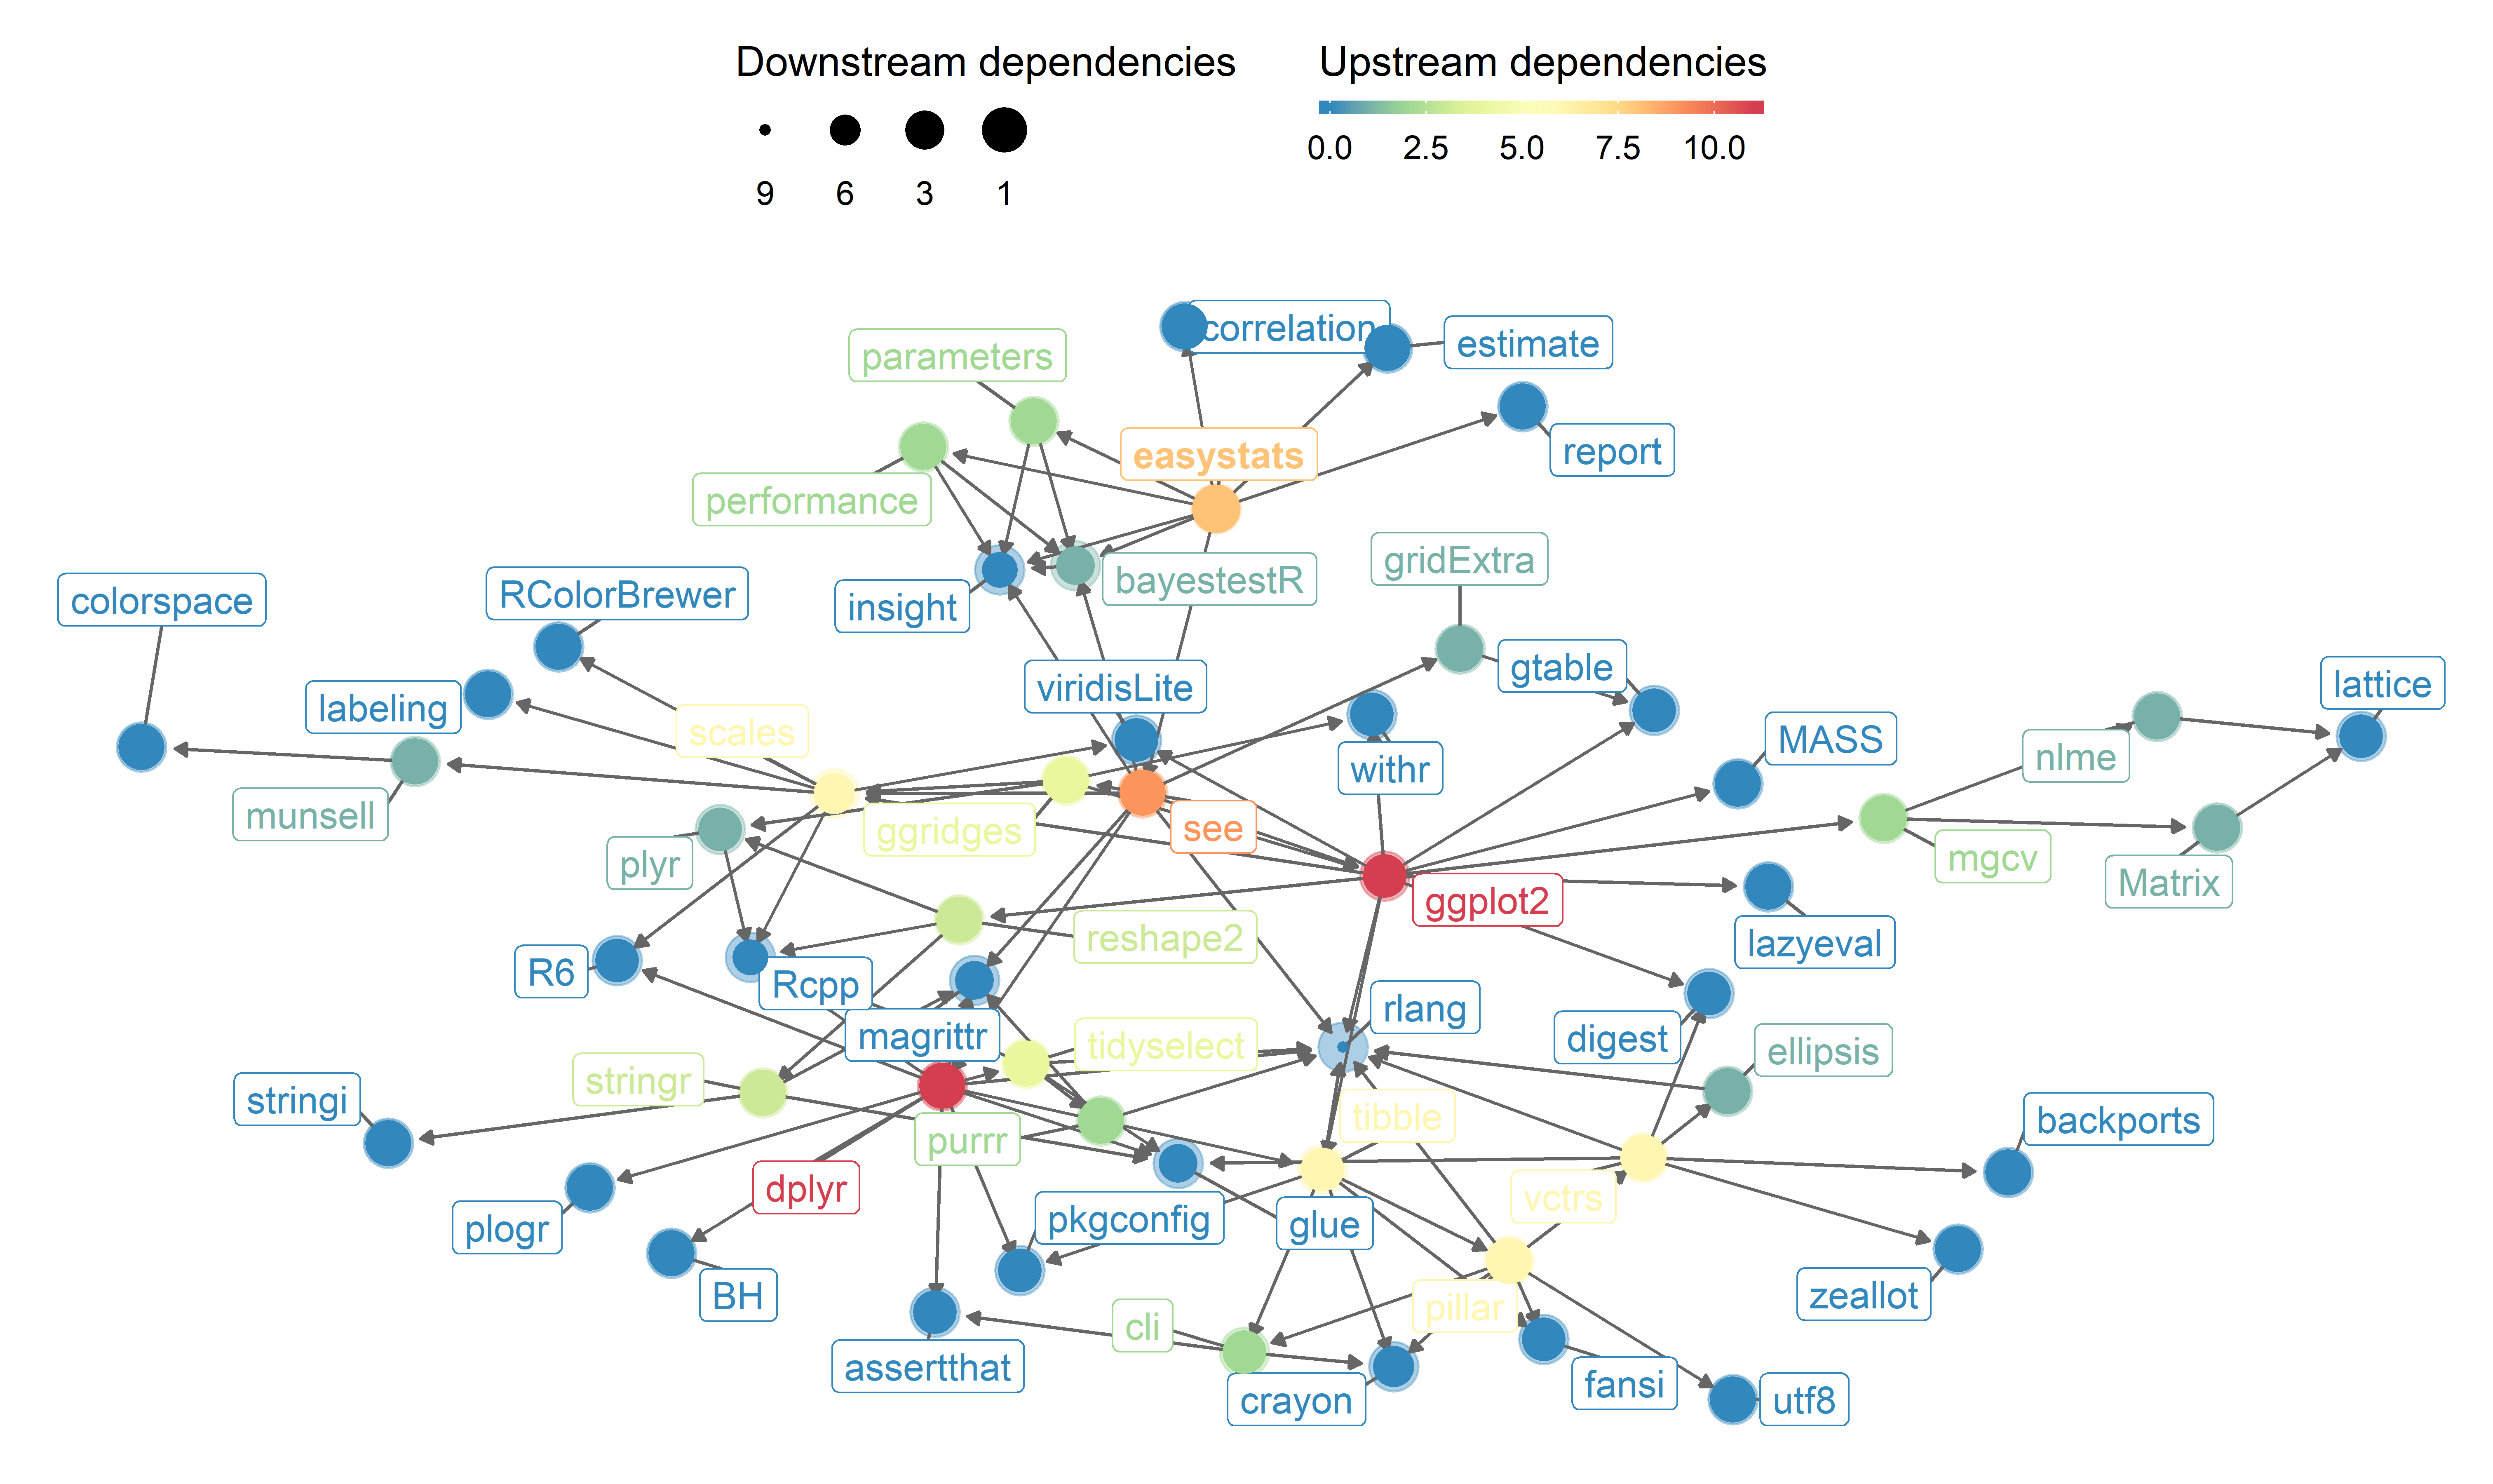 Downstream dependencies
9 6 3 1
Upstream dependencies
0.0 2.5 5.0 7.5 10.0
correlation
estimate
parameters
easystats
report
performance
gridExtra
bayestestR
RColorBrewer
colorspace
insight
gtable
viridisLite
lattice
labeling
scales
MASS
nlme
withr
munsell
ggridges
see
mgcv
plyr
Matrix
ggplot2
reshape2
lazyeval
R6
Rcpp
rlang
magrittr
digest
tidyselect
ellipsis
stringr
stringi
tibble
backports
purrr
dplyr
vctrs
pkgconfig
glue
plogr
BH
zeallot
pillar
cli
assertthat
fansi
crayon
utf8